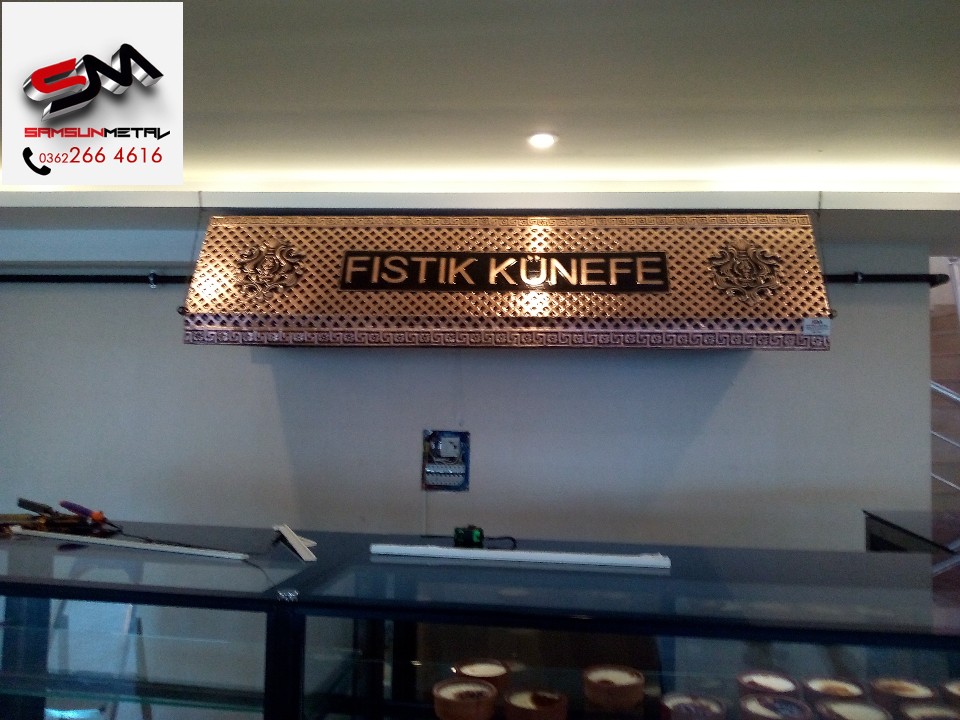 SM
SAMSUNMETAL
0362 266 4616
FISTIK KÜNEFE